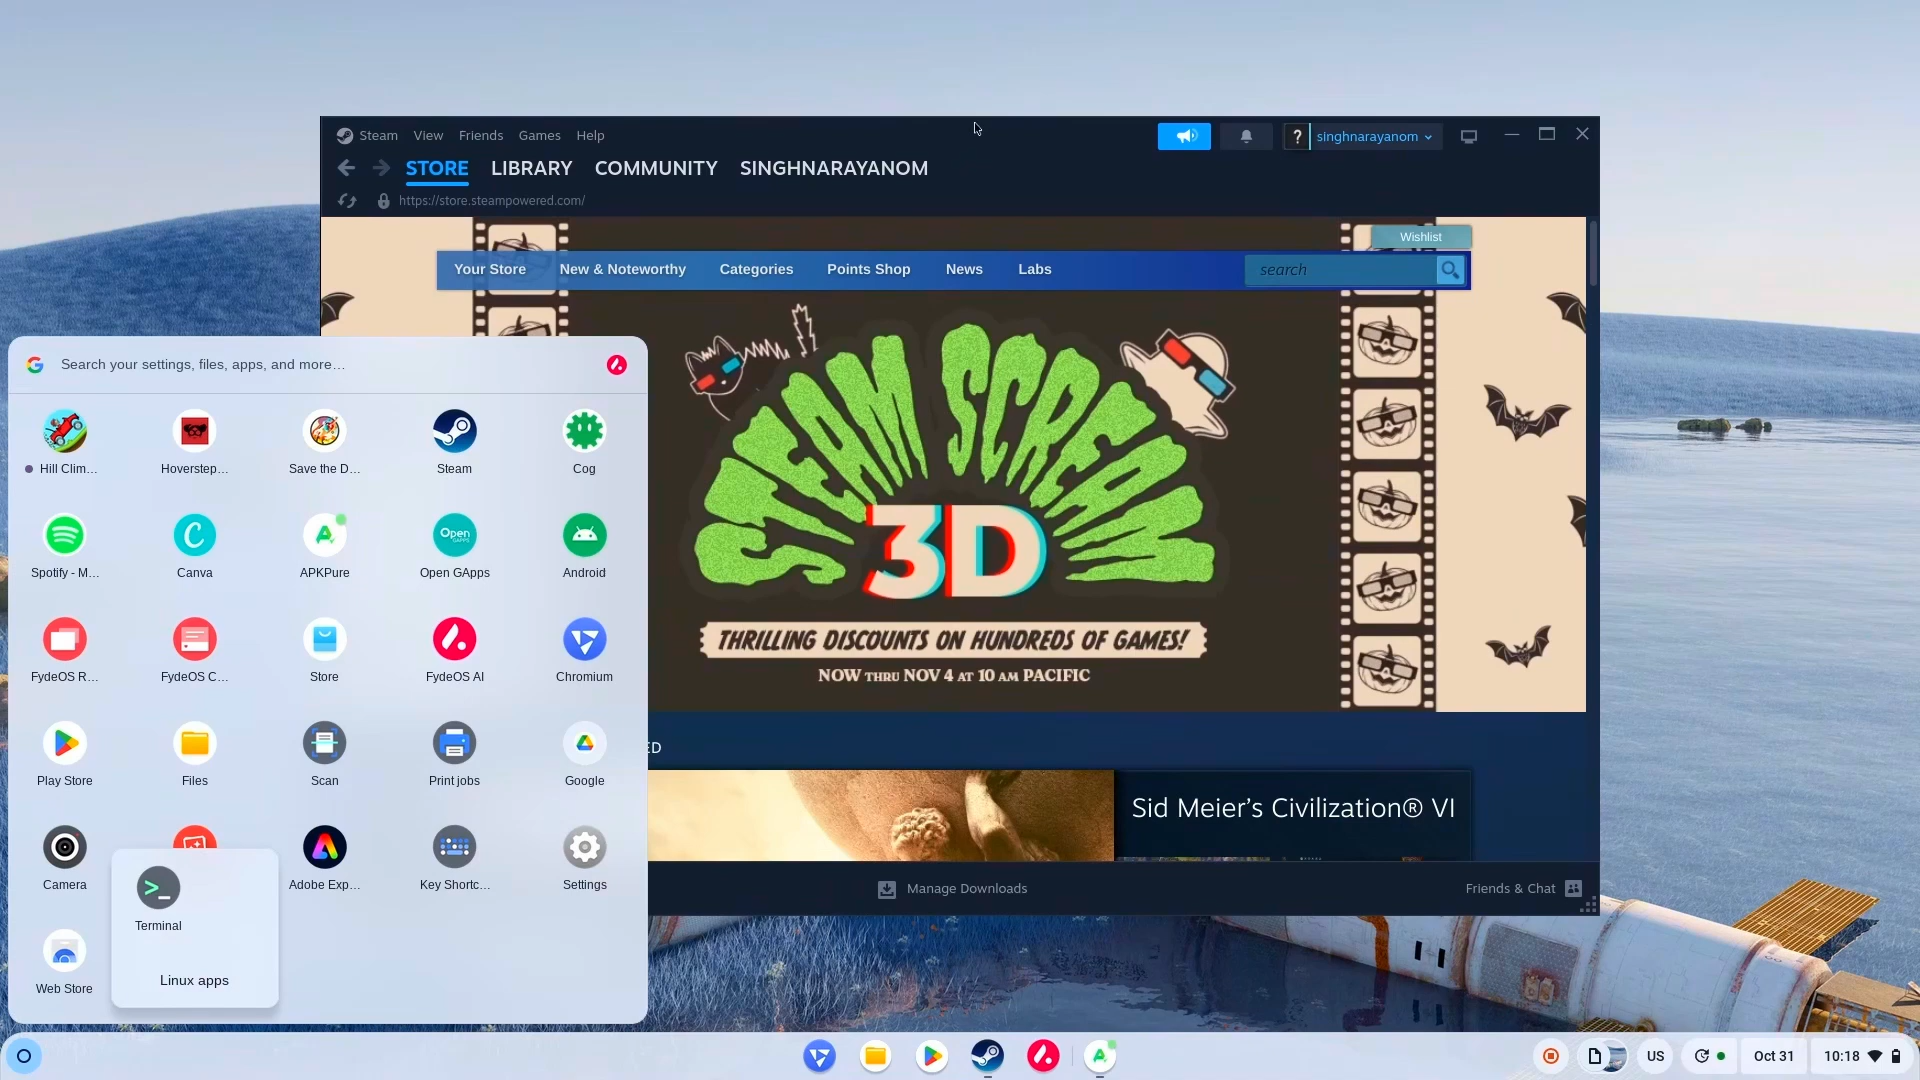 Steam View Friends Games Help
singhnarayanom
STORE LIBRARY COMMUNITY SINGHNARAYANOM
https://store.steampowered.com/
Wishlist
Your Store New & Noteworthy Categories Points Shop News Labs
search
STEAM SCREAM
3D
THRILLING DISCOUNTS ON HUNDREDS OF GAMES!
NOW THRU NOV 4 AT 10 AM PACIFIC
ED
Sid Meier's Civilization® VI
Manage Downloads
Friends & Chat
Search your settings, files, apps, and more…
Hill Clim… Hoverstep… Save the D… Steam Cog
Open GAPPS
Spotify - M… Canva APKPure Open GApps Android
FydeOS R… FydeOS C… Store FydeOS AI Chromium
Play Store Files Scan Print jobs Google
Camera Adobe Exp… Key Shortc… Settings
Terminal
Linux apps
Web Store
US Oct 31 10:18